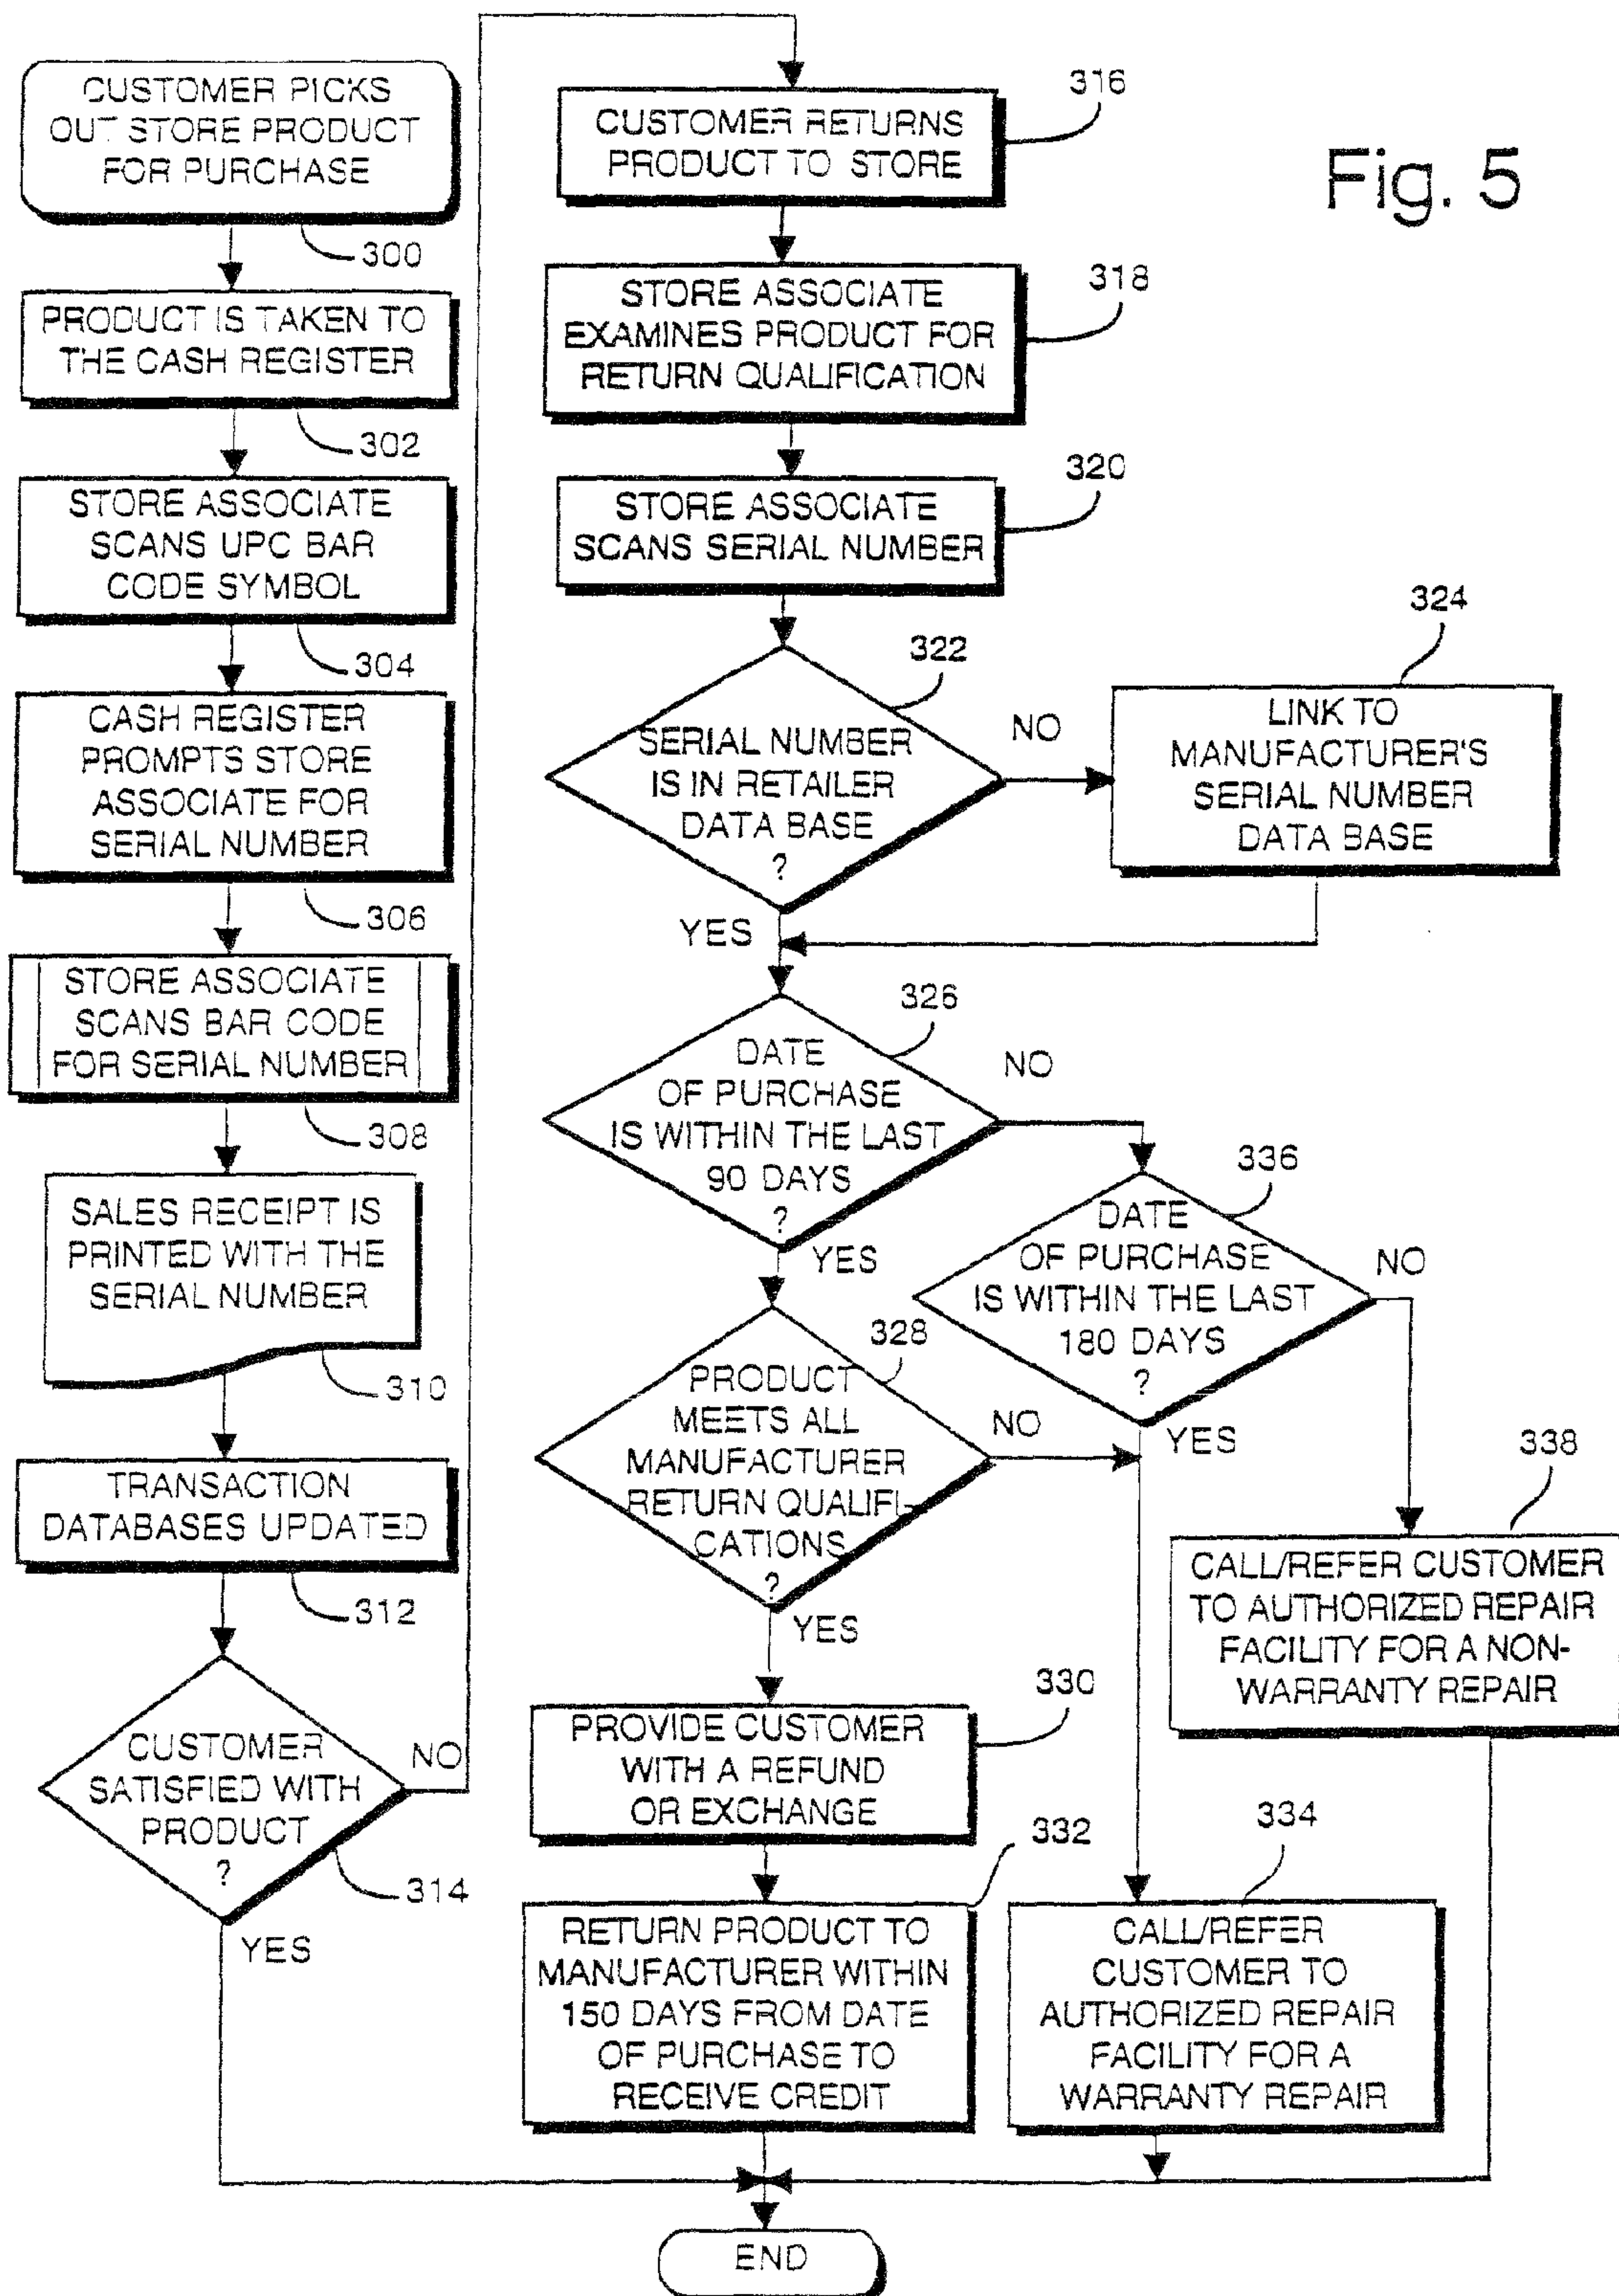 CUSTOMER PICKS
OUT STORE PRODUCT
FOR PURCHASE
300
PRODUCT IS TAKEN TO
THE CASH REGISTER
302
STORE ASSOCIATE
SCANS UPC BAR
CODE SYMBOL
304
CASH REGISTER
PROMPTS STORE
ASSOCIATE FOR
SERIAL NUMBER
306
STORE ASSOCIATE
SCANS BAR CODE
FOR SERIAL NUMBER
308
SALES RECEIPT IS
PRINTED WITH THE
SERIAL NUMBER
310
TRANSACTION
DATABASES UPDATED
312
CUSTOMER
SATISFIED WITH
PRODUCT
?
NO
314
YES
Fig. 5
316
CUSTOMER RETURNS
PRODUCT TO STORE
318
STORE ASSOCIATE
EXAMINES PRODUCT FOR
RETURN QUALIFICATION
320
STORE ASSOCIATE
SCANS SERIAL NUMBER
322
SERIAL NUMBER
IS IN RETAILER
DATA BASE
?
NO
YES
324
LINK TO
MANUFACTURER'S
SERIAL NUMBER
DATA BASE
326
DATE
OF PURCHASE
IS WITHIN THE LAST
90 DAYS
?
NO
YES
336
DATE
OF PURCHASE
IS WITHIN THE LAST
180 DAYS
?
NO
YES
328
PRODUCT
MEETS ALL
MANUFACTURER
RETURN QUALIFI-
CATIONS
?
NO
YES
338
CALL/REFER CUSTOMER
TO AUTHORIZED REPAIR
FACILITY FOR A NON-
WARRANTY REPAIR
330
PROVIDE CUSTOMER
WITH A REFUND
OR EXCHANGE
332
RETURN PRODUCT TO
MANUFACTURER WITHIN
150 DAYS FROM DATE
OF PURCHASE TO
RECEIVE CREDIT
334
CALL/REFER
CUSTOMER TO
AUTHORIZED REPAIR
FACILITY FOR A
WARRANTY REPAIR
END